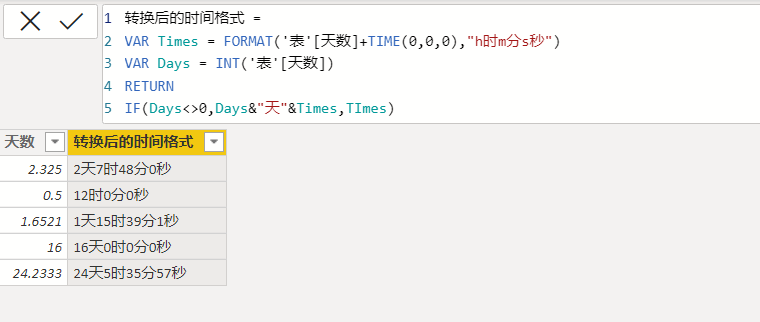 1 转换后的时间格式 =
2 VAR Times = FORMAT('表'[天数]+TIME(0,0,0),"h时m分s秒")
3 VAR Days = INT('表'[天数])
4 RETURN
5 IF(Days<>0,Days&"天"&Times,TImes)
天数 转换后的时间格式
2.325 2天7时48分0秒
0.5 12时0分0秒
1.6521 1天15时39分1秒
16 16天0时0分0秒
24.2333 24天5时35分57秒